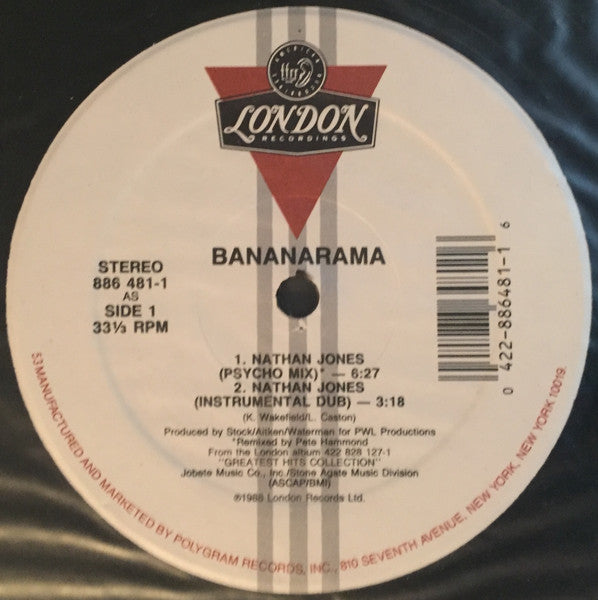 ffrr
LONDON
RECORDINGS
BANANARAMA
STEREO
886 481-1
AS
SIDE 1
33⅓ RPM
0 422-886481-1 6
1. NATHAN JONES
(PSYCHO MIX)* — 6:27
2. NATHAN JONES
(INSTRUMENTAL DUB) — 3:18
(K. Wakefield/L. Caston)
Produced by Stock/Aitken/Waterman for PWL Productions
*Remixed by Pete Hammond
From the London album 422 828 127-1
"GREATEST HITS COLLECTION"
Jobete Music Co., Inc./Stone Agate Music Division
(ASCAP/BMI)
℗1988 London Records Ltd.
53 MANUFACTURED AND MARKETED BY POLYGRAM RECORDS, INC., 810 SEVENTH AVENUE, NEW YORK, NEW YORK 10019.